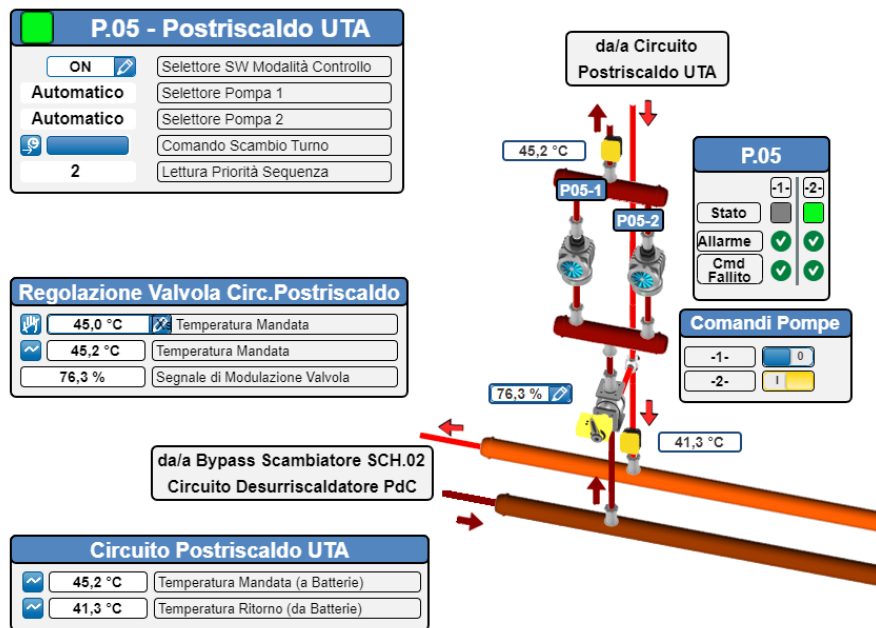 P.05 - Postriscaldo UTA
ON Selettore SW Modalità Controllo
Automatico Selettore Pompa 1
Automatico Selettore Pompa 2
Comando Scambio Turno
2 Lettura Priorità Sequenza
da/a Circuito
Postriscaldo UTA
45,2 °C
P05-1
P05-2
P.05
-1- -2-
Stato
Allarme
Cmd
Fallito
Regolazione Valvola Circ.Postriscaldo
45,0 °C Temperatura Mandata
45,2 °C Temperatura Mandata
76,3 % Segnale di Modulazione Valvola
Comandi Pompe
-1- 0
-2- I
76,3 %
41,3 °C
da/a Bypass Scambiatore SCH.02
Circuito Desurriscaldatore PdC
Circuito Postriscaldo UTA
45,2 °C Temperatura Mandata (a Batterie)
41,3 °C Temperatura Ritorno (da Batterie)